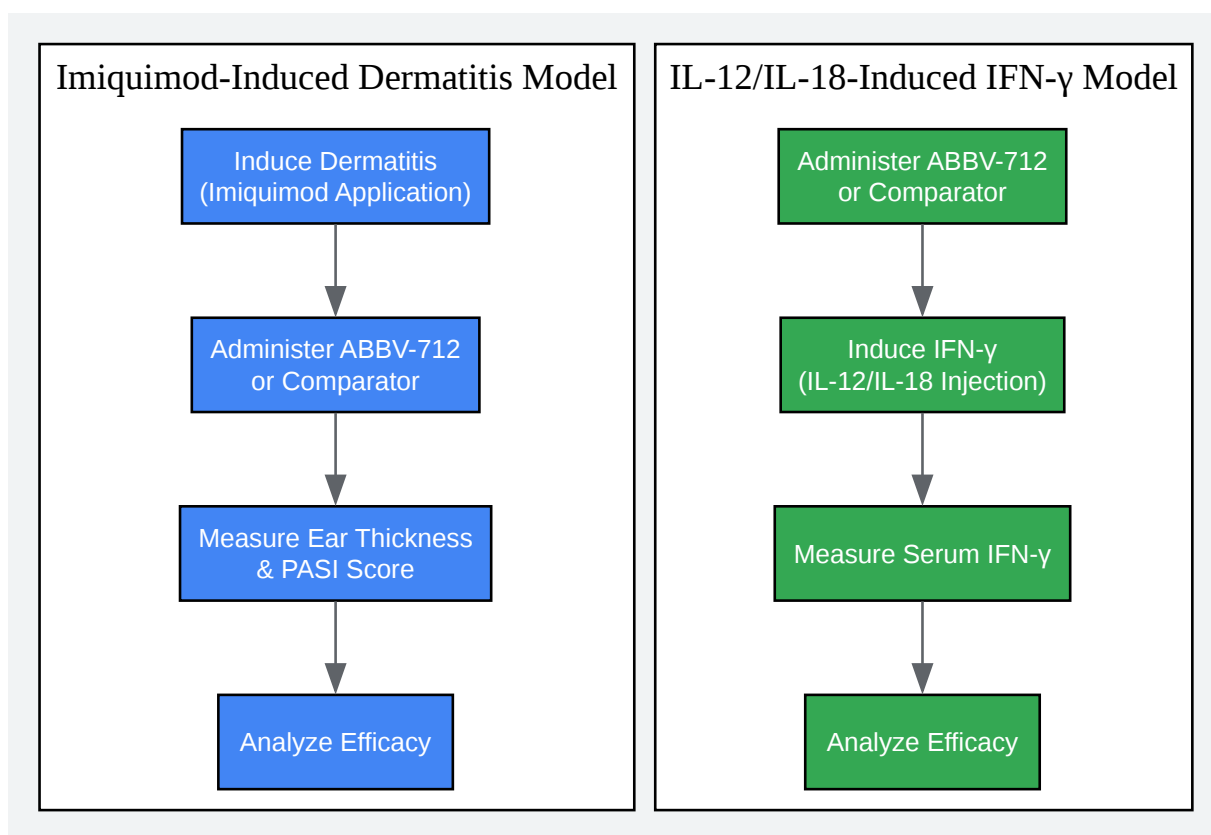 Imiquimod-Induced Dermatitis Model
Induce Dermatitis
(Imiquimod Application)
Administer ABBV-712
or Comparator
Measure Ear Thickness
& PASI Score
Analyze Efficacy
IL-12/IL-18-Induced IFN-γ Model
Administer ABBV-712
or Comparator
Induce IFN-γ
(IL-12/IL-18 Injection)
Measure Serum IFN-γ
Analyze Efficacy